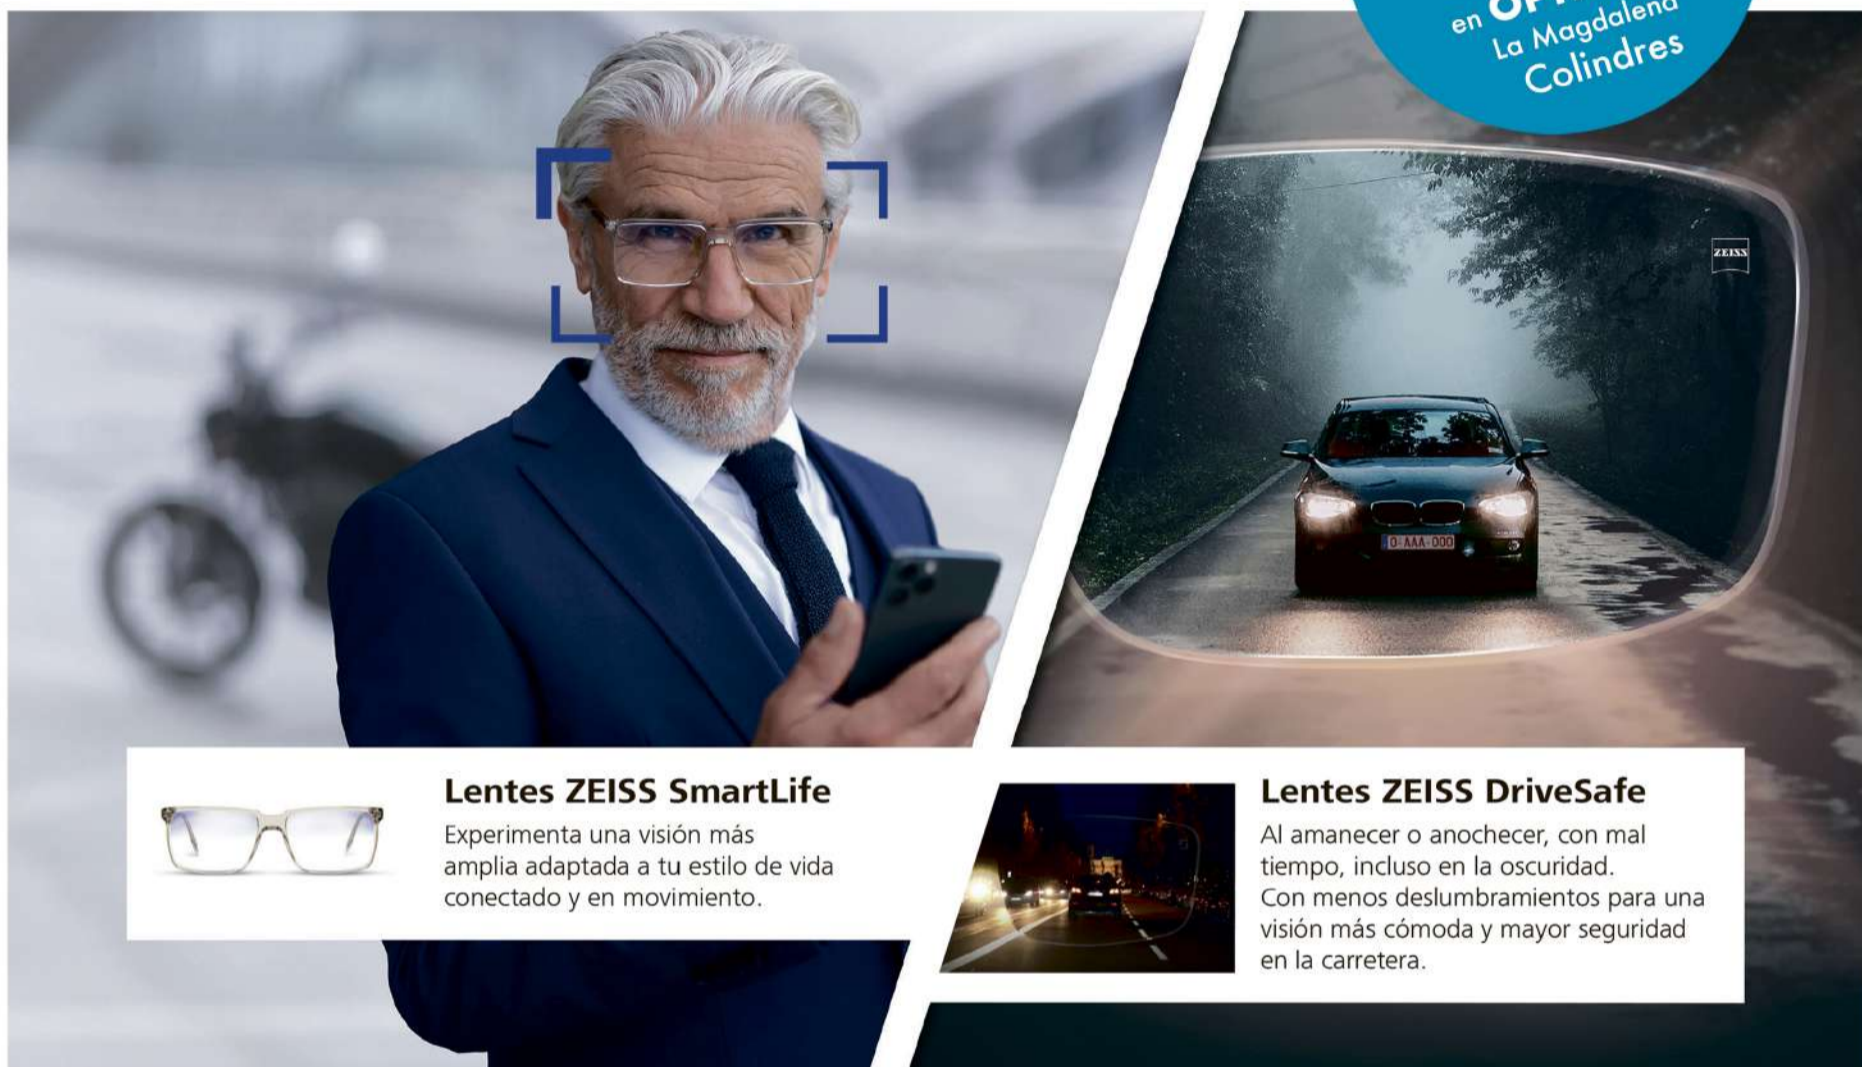 en
La Magdalena
Colindres
ZEISS
0-AAA-000
Lentes ZEISS SmartLife
Experimenta una visión más
amplia adaptada a tu estilo de vida
conectado y en movimiento.
Lentes ZEISS DriveSafe
Al amanecer o anochecer, con mal
tiempo, incluso en la oscuridad.
Con menos deslumbramientos para una
visión más cómoda y mayor seguridad
en la carretera.